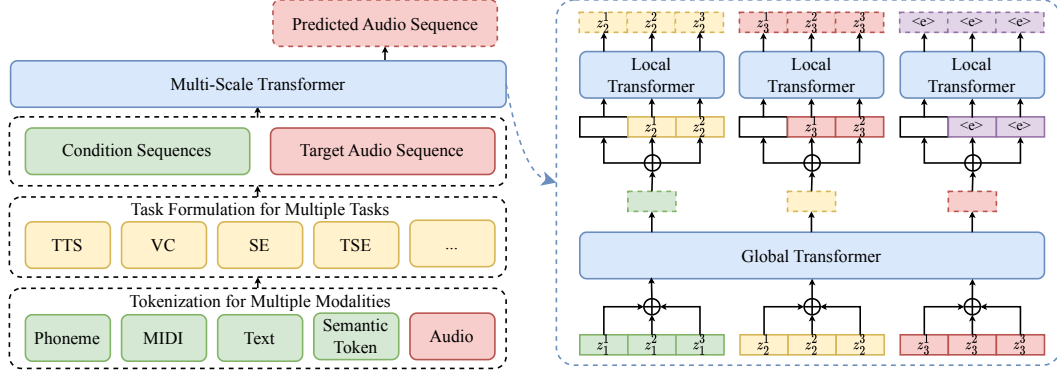 Predicted Audio Sequence
Multi-Scale Transformer
Condition Sequences
Target Audio Sequence
Task Formulation for Multiple Tasks
TTS
VC
SE
TSE
...
Tokenization for Multiple Modalities
Phoneme
MIDI
Text
Semantic
Token
Audio
z_2^1 z_2^2 z_2^3
z_3^1 z_3^2 z_3^3
<e> <e> <e>
Local
Transformer
Local
Transformer
Local
Transformer
z_2^1 z_2^2
z_3^1 z_3^2
<e> <e>
Global Transformer
z_1^1 z_1^2 z_1^3
z_2^1 z_2^2 z_2^3
z_3^1 z_3^2 z_3^3